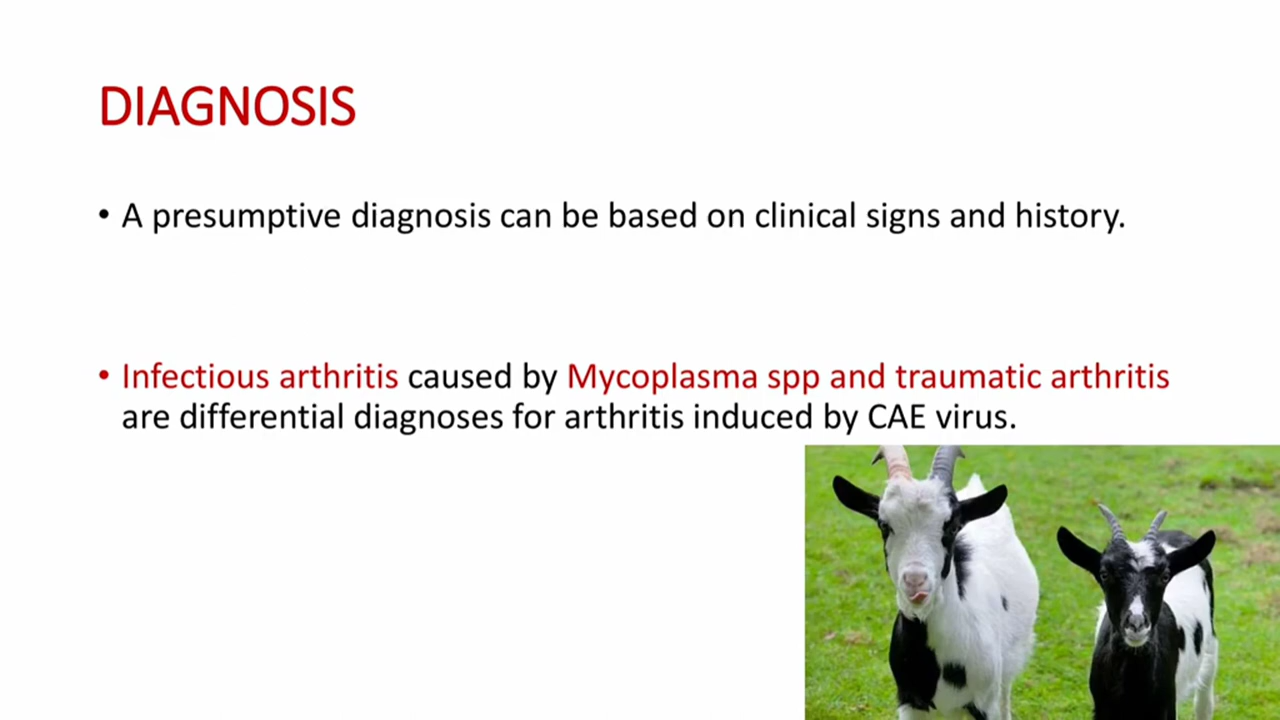 DIAGNOSIS
• A presumptive diagnosis can be based on clinical signs and history.
• Infectious arthritis caused by Mycoplasma spp and traumatic arthritis
are differential diagnoses for arthritis induced by CAE virus.